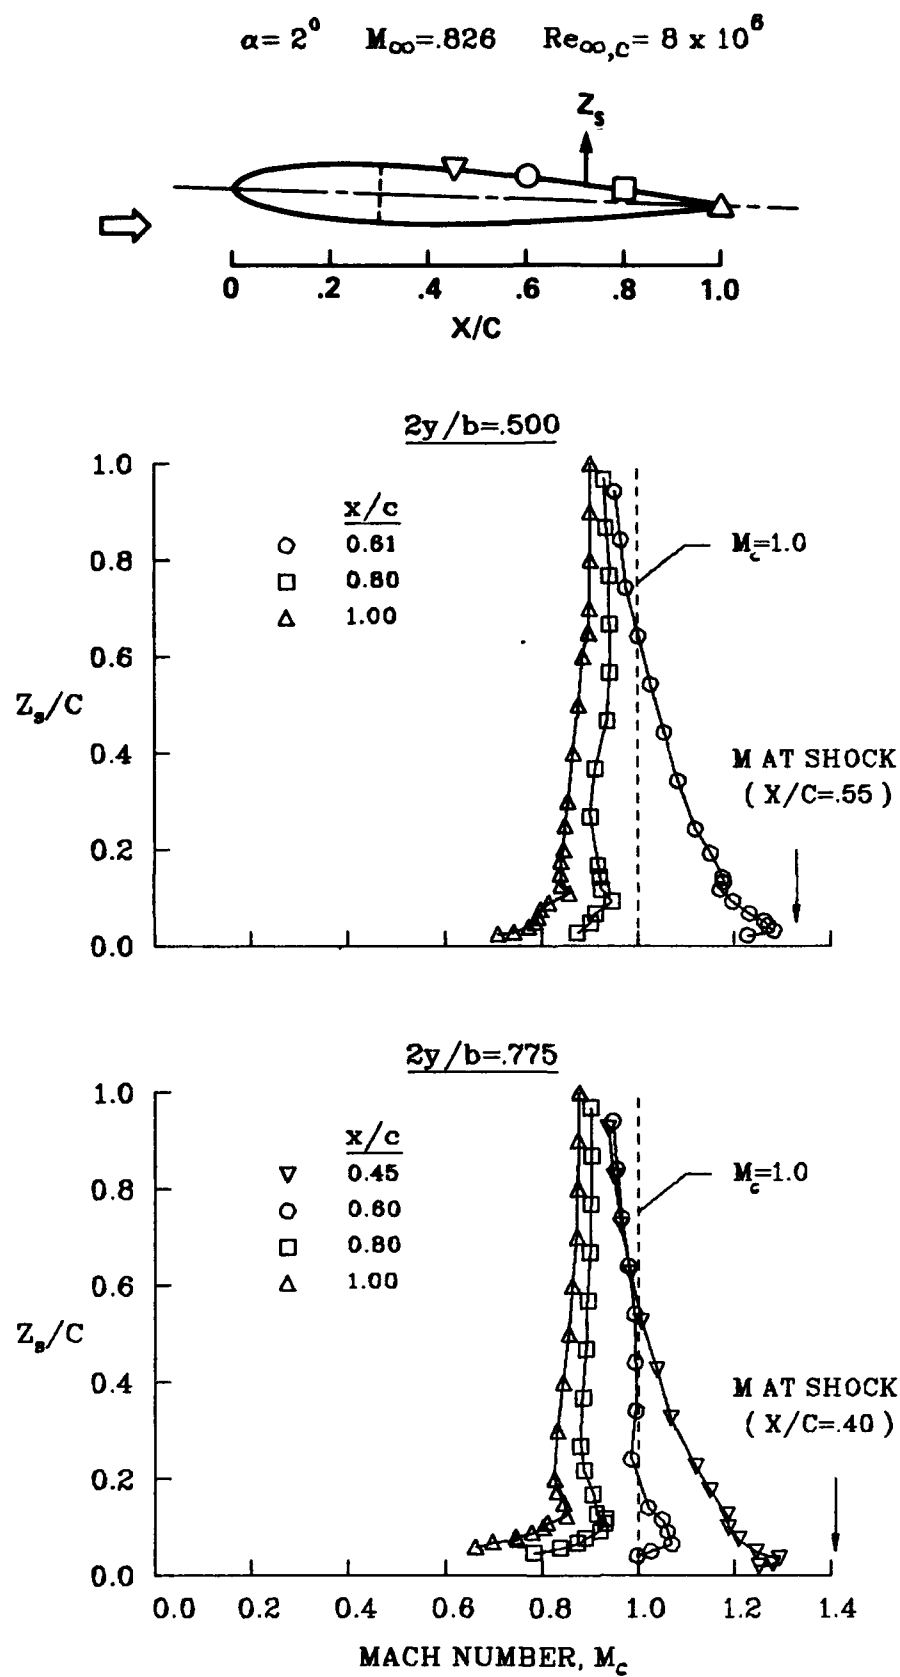 α= 2⁰ M∞=.826 Re∞,c= 8 x 10⁶
Zₛ
0 .2 .4 .6 .8 1.0
X/C
2y/b=.500
1.0
0.8
0.6
0.4
0.2
0.0
Zₛ/C
x/c
0.61
0.80
1.00
M꜀=1.0
M AT SHOCK
( X/C=.55 )
2y/b=.775
1.0
0.8
0.6
0.4
0.2
0.0
Zₛ/C
x/c
0.45
0.60
0.80
1.00
M꜀=1.0
M AT SHOCK
( X/C=.40 )
0.0 0.2 0.4 0.6 0.8 1.0 1.2 1.4
MACH NUMBER, M꜀